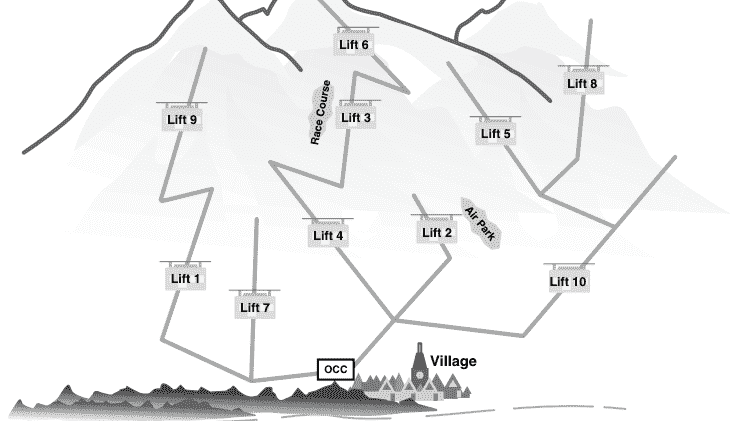 Lift 6
Lift 8
Lift 9
Race Course
Lift 3
Lift 5
Lift 4
Lift 2
Air Park
Lift 1
Lift 7
Lift 10
OCC
Village